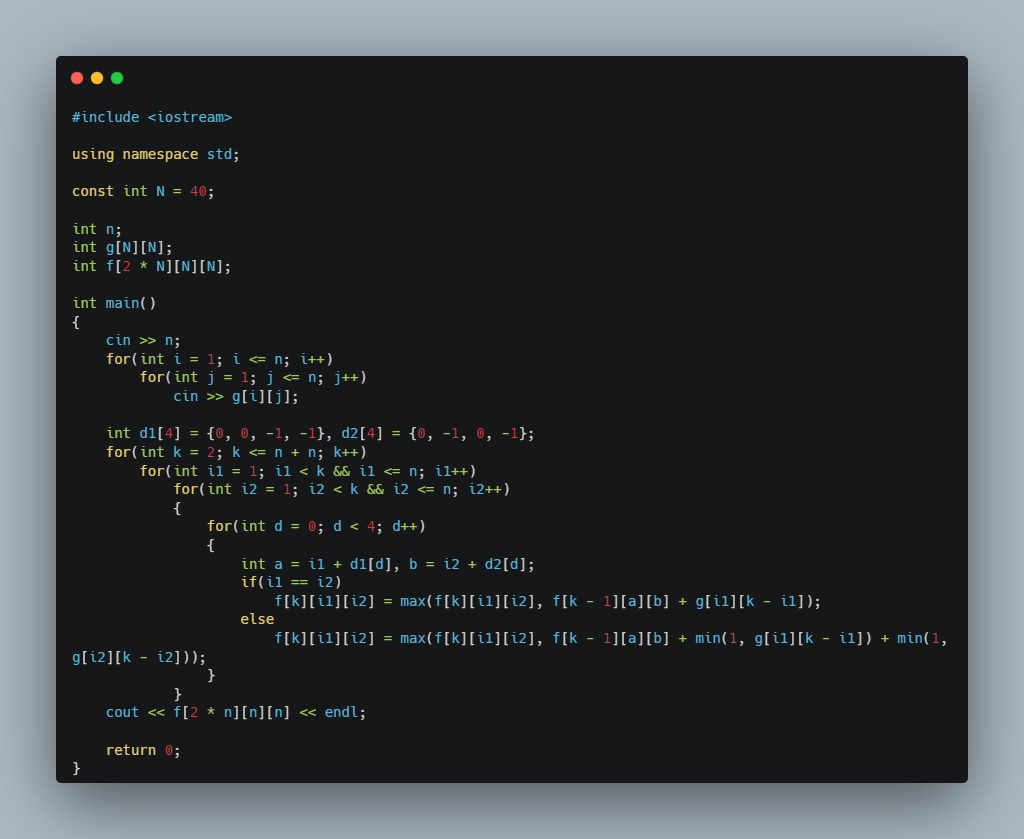 #include <iostream>

using namespace std;

const int N = 40;

int n;
int g[N][N];
int f[2 * N][N][N];

int main()
{
    cin >> n;
    for(int i = 1; i <= n; i++)
        for(int j = 1; j <= n; j++)
            cin >> g[i][j];

    int d1[4] = {0, 0, -1, -1}, d2[4] = {0, -1, 0, -1};
    for(int k = 2; k <= n + n; k++)
        for(int i1 = 1; i1 < k && i1 <= n; i1++)
            for(int i2 = 1; i2 < k && i2 <= n; i2++)
            {
                for(int d = 0; d < 4; d++)
                {
                    int a = i1 + d1[d], b = i2 + d2[d];
                    if(i1 == i2)
                        f[k][i1][i2] = max(f[k][i1][i2], f[k - 1][a][b] + g[i1][k - i1]);
                    else
                        f[k][i1][i2] = max(f[k][i1][i2], f[k - 1][a][b] + min(1, g[i1][k - i1]) + min(1,
g[i2][k - i2]));
                }
            }
    cout << f[2 * n][n][n] << endl;

    return 0;
}